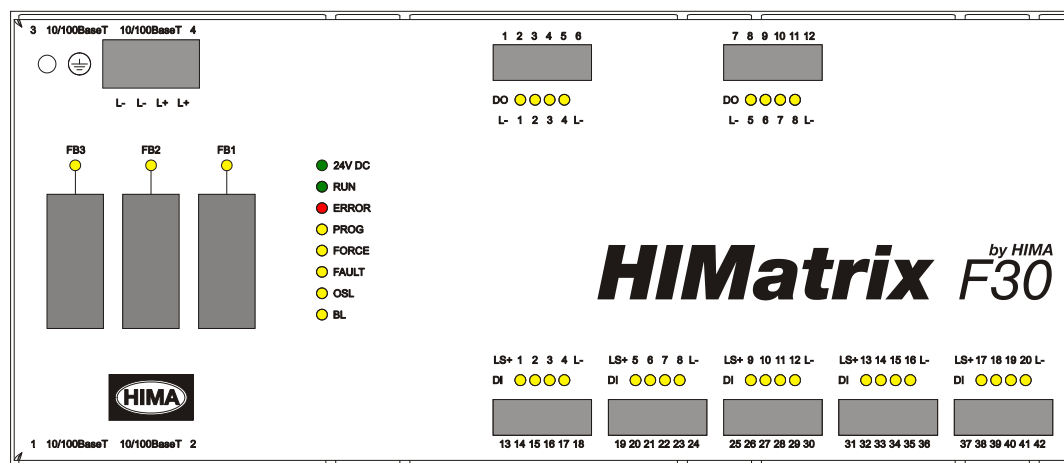 3 10/100BaseT 10/100BaseT 4
1 2 3 4 5 6
7 8 9 10 11 12
L- L- L+ L+
DO
DO
L- 1 2 3 4 L-
L- 5 6 7 8 L-
FB3 FB2 FB1
24V DC
RUN
ERROR
PROG
FORCE
FAULT
OSL
BL
HIMatrix
by HIMA
F30
LS+ 1 2 3 4 L-
LS+ 5 6 7 8 L-
LS+ 9 10 11 12 L-
LS+ 13 14 15 16 L-
LS+ 17 18 19 20 L-
DI
DI
DI
DI
DI
HIMA
13 14 15 16 17 18
19 20 21 22 23 24
25 26 27 28 29 30
31 32 33 34 35 36
37 38 39 40 41 42
1 10/100BaseT 10/100BaseT 2